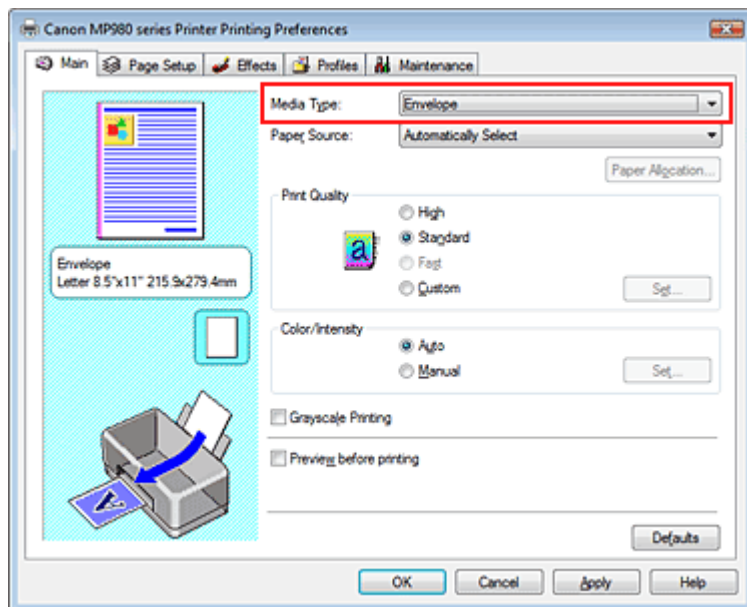 Canon MP980 series Printer Printing Preferences
Main Page Setup Effects Profiles Maintenance
Media Type: Envelope
Paper Source: Automatically Select
Paper Allocation...
Print Quality
High
Standard
Fast
Custom Set...
a
Envelope
Letter 8.5"x11" 215.9x279.4mm
Color/Intensity
Auto
Manual Set...
Grayscale Printing
Preview before printing
Defaults
OK Cancel Apply Help